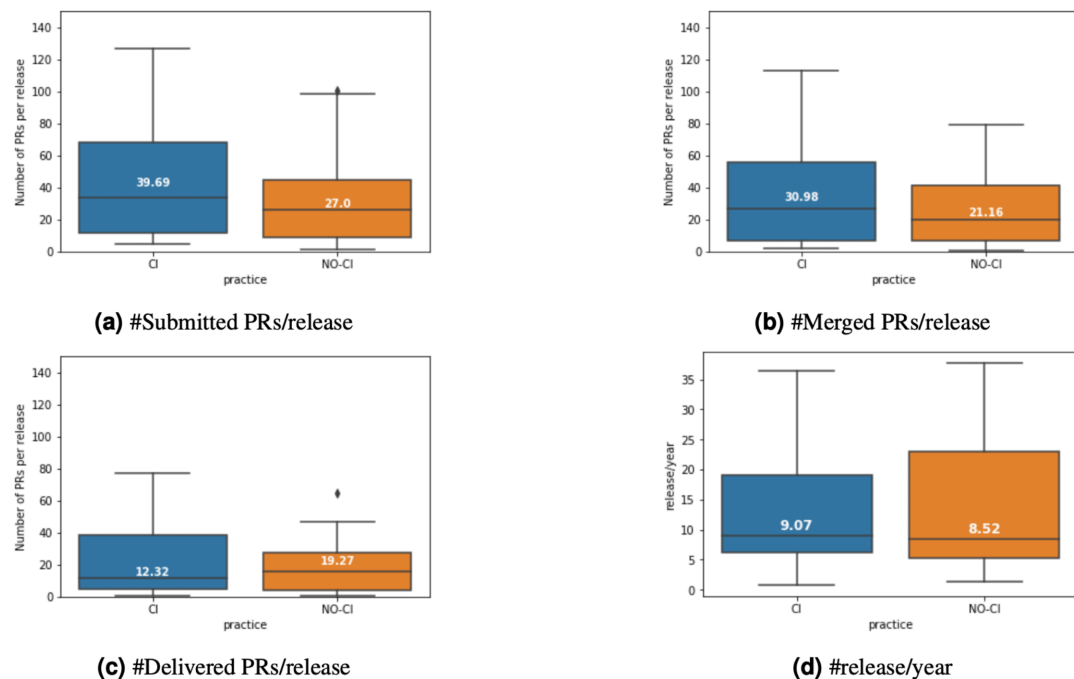 140
120
100
80
60
40
20
0
Number of PRs per release
39.69
27.0
CI
NO-CI
practice
(a) #Submitted PRs/release
140
120
100
80
60
40
20
0
Number of PRs per release
30.98
21.16
CI
NO-CI
practice
(b) #Merged PRs/release
140
120
100
80
60
40
20
0
Number of PRs per release
12.32
19.27
CI
NO-CI
practice
(c) #Delivered PRs/release
35
30
25
20
15
10
5
0
release/year
9.07
8.52
CI
NO-CI
practice
(d) #release/year